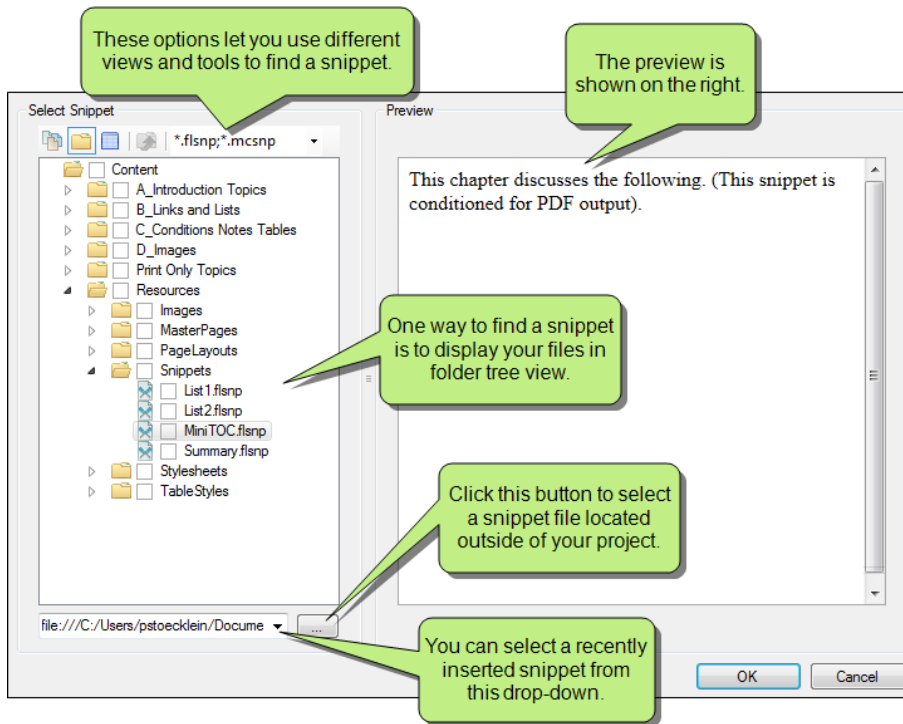 These options let you use different
views and tools to find a snippet.
The preview is
shown on the right.
Select Snippet
Preview
*.flsnp;*.mcsnp
Content
A_Introduction Topics
B_Links and Lists
C_Conditions Notes Tables
D_Images
Print Only Topics
Resources
Images
MasterPages
PageLayouts
Snippets
List1.flsnp
List2.flsnp
MiniTOC.flsnp
Summary.flsnp
Stylesheets
TableStyles
This chapter discusses the following. (This snippet is
conditioned for PDF output).
One way to find a snippet
is to display your files in
folder tree view.
Click this button to select
a snippet file located
outside of your project.
file:///C:/Users/pstoecklein/Docume
...
You can select a recently
inserted snippet from
this drop-down.
OK
Cancel